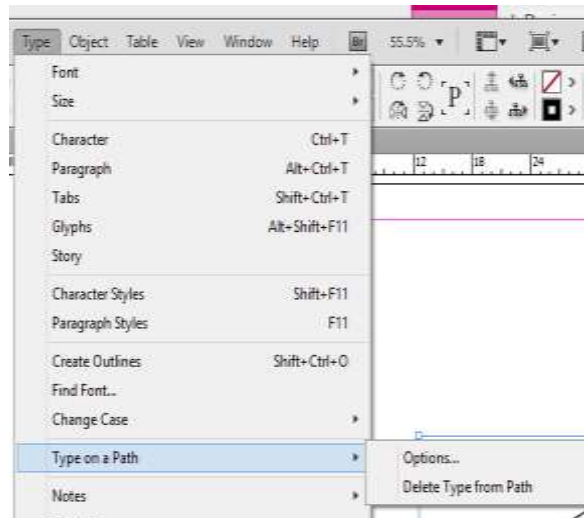 Type Object Table View Window Help Br 55.5%
Font
Size
P
Character Ctrl+T
Paragraph Alt+Ctrl+T
12 18 24
Tabs Shift+Ctrl+T
Glyphs Alt+Shift+F11
Story
Character Styles Shift+F11
Paragraph Styles F11
Create Outlines Shift+Ctrl+O
Find Font...
Change Case
Type on a Path Options...
Delete Type from Path
Notes